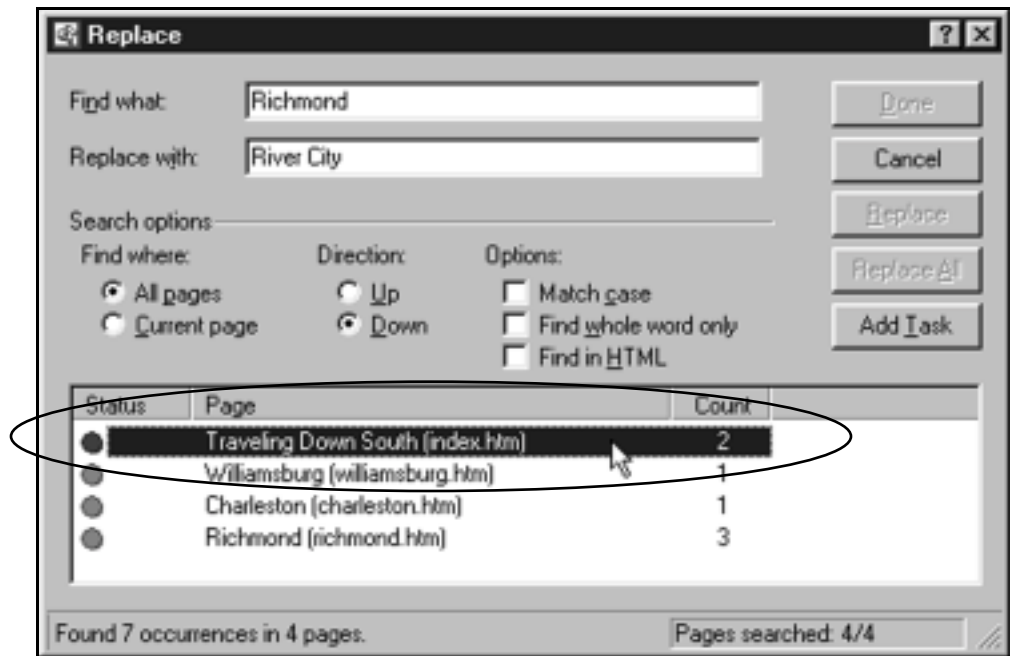 Replace
Find what: Richmond Done
Replace with: River City Cancel
Search options Replace
Find where: Direction: Options: Replace All
All pages Up Match case
Current page Down Find whole word only Add Task
Find in HTML
Status Page Count
Traveling Down South (index.htm) 2
Williamsburg (williamsburg.htm) 1
Charleston (charleston.htm) 1
Richmond (richmond.htm) 3
Found 7 occurrences in 4 pages. Pages searched: 4/4